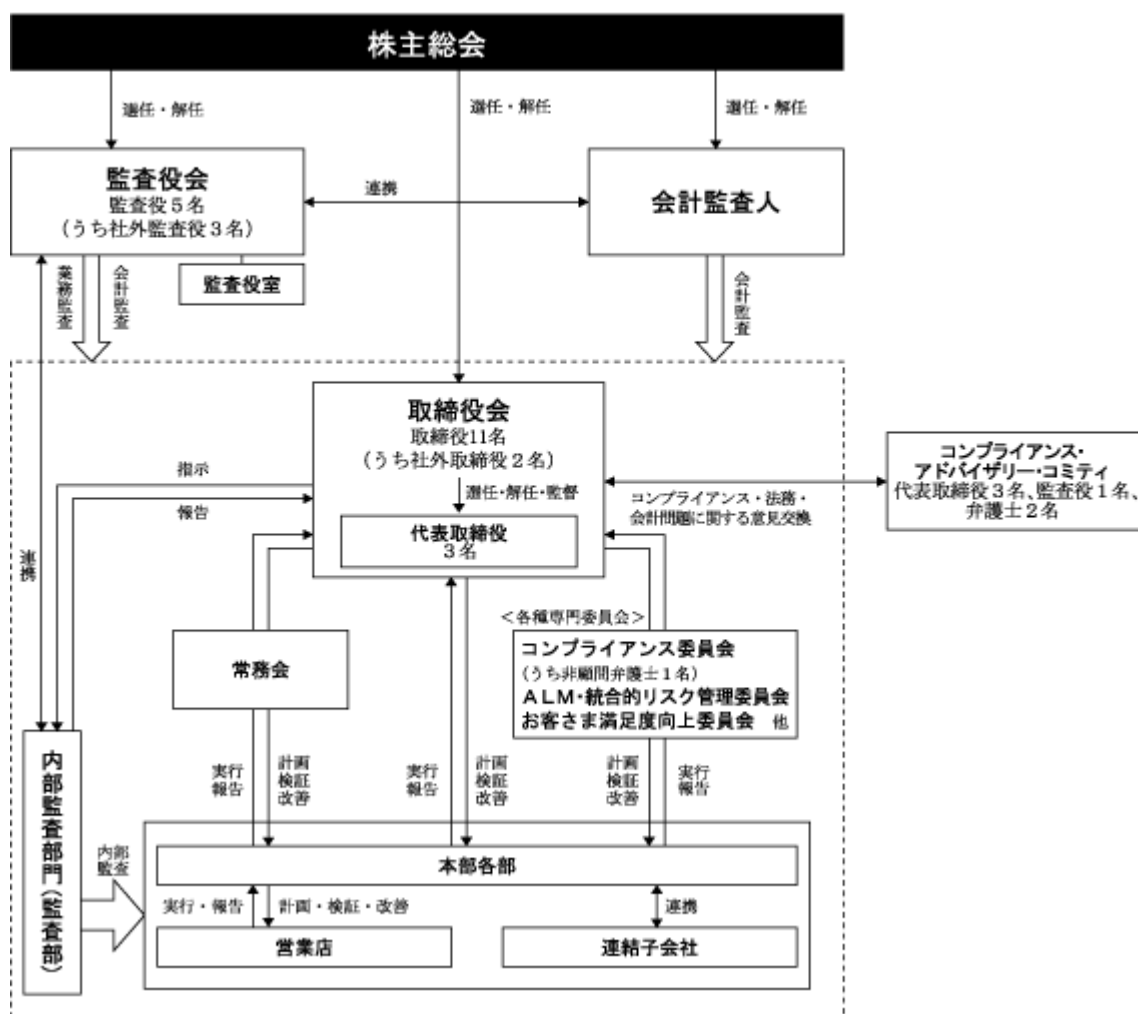 株主総会
選任・解任
選任・解任
選任・解任
監査役会
監査役5名
(うち社外監査役3名)
連携
会計監査人
業務監査
会計監査
監査役室
会計監査
取締役会
取締役11名
(うち社外取締役2名)
選任・解任・監督
代表取締役
3名
指示
報告
連携
コンプライアンス・法務・
会計問題に関する意見交換
コンプライアンス・
アドバイザリー・コミティ
代表取締役3名、監査役1名、
弁護士2名
常務会
<各種専門委員会>
コンプライアンス委員会
(うち非顧問弁護士1名)
ALM・統合的リスク管理委員会
お客さま満足度向上委員会 他
実行
報告
計画
検証
改善
実行
報告
計画
検証
改善
計画
検証
改善
実行
報告
内部監査部門(監査部)
内部
監査
本部各部
実行・報告
計画・検証・改善
連携
営業店
連結子会社